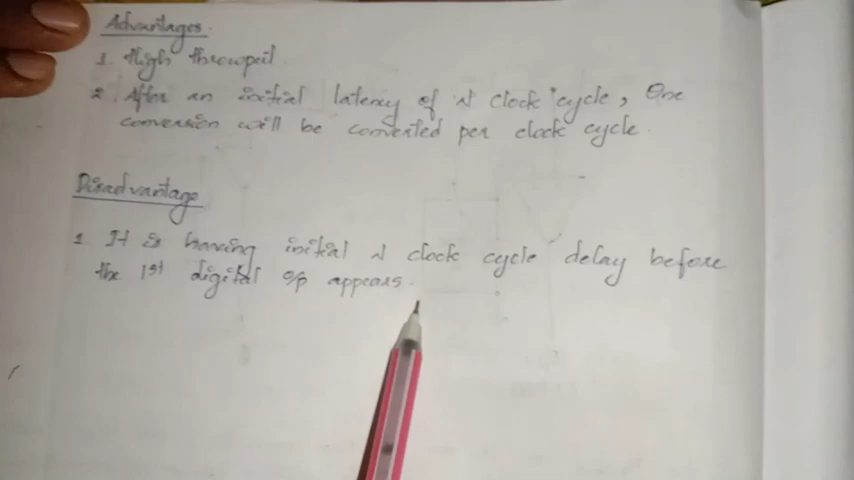 Advantages.
1. High throwput
2. After an initial latency of N clock cycle, One
conversion will be converted per clock cycle.
Disadvantage
1 It is having initial N clock cycle delay before
the 1st digital o/p appears.